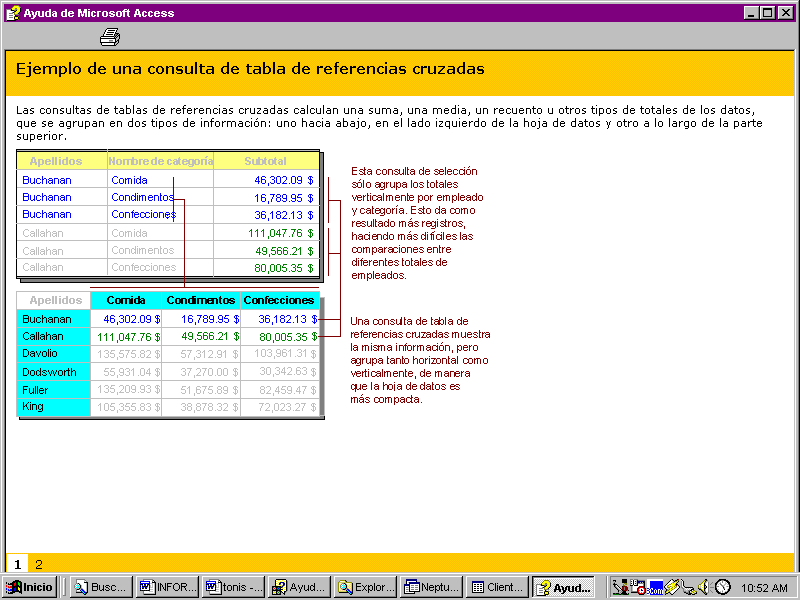 Ayuda de Microsoft Access
Ejemplo de una consulta de tabla de referencias cruzadas
Las consultas de tablas de referencias cruzadas calculan una suma, una media, un recuento u otros tipos de totales de los datos,
que se agrupan en dos tipos de información: uno hacia abajo, en el lado izquierdo de la hoja de datos y otro a lo largo de la parte
superior.
Apellidos Nombre de categoría Subtotal
Buchanan Comida 46,302.09 $
Buchanan Condimentos 16,789.95 $
Buchanan Confecciones 36,182.13 $
Callahan Comida 111,047.76 $
Callahan Condimentos 49,566.21 $
Callahan Confecciones 80,005.35 $
Esta consulta de selección
sólo agrupa los totales
verticalmente por empleado
y categoría. Esto da como
resultado más registros,
haciendo más difíciles las
comparaciones entre
diferentes totales de
empleados.
Apellidos Comida Condimentos Confecciones
Buchanan 46,302.09 $ 16,789.95 $ 36,182.13 $
Callahan 111,047.76 $ 49,566.21 $ 80,005.35 $
Davolio 135,575.82 $ 57,312.91 $ 103,961.31 $
Dodsworth 55,931.04 $ 37,270.00 $ 30,342.63 $
Fuller 135,209.93 $ 51,675.89 $ 82,459.47 $
King 105,355.83 $ 38,878.32 $ 72,023.27 $
Una consulta de tabla de
referencias cruzadas muestra
la misma información, pero
agrupa tanto horizontal como
verticalmente, de manera
que la hoja de datos es
más compacta.
1 2
Inicio Busc... INFOR... tonis -... Ayud... Explor... Neptu... Client... Ayud... 10:52 AM